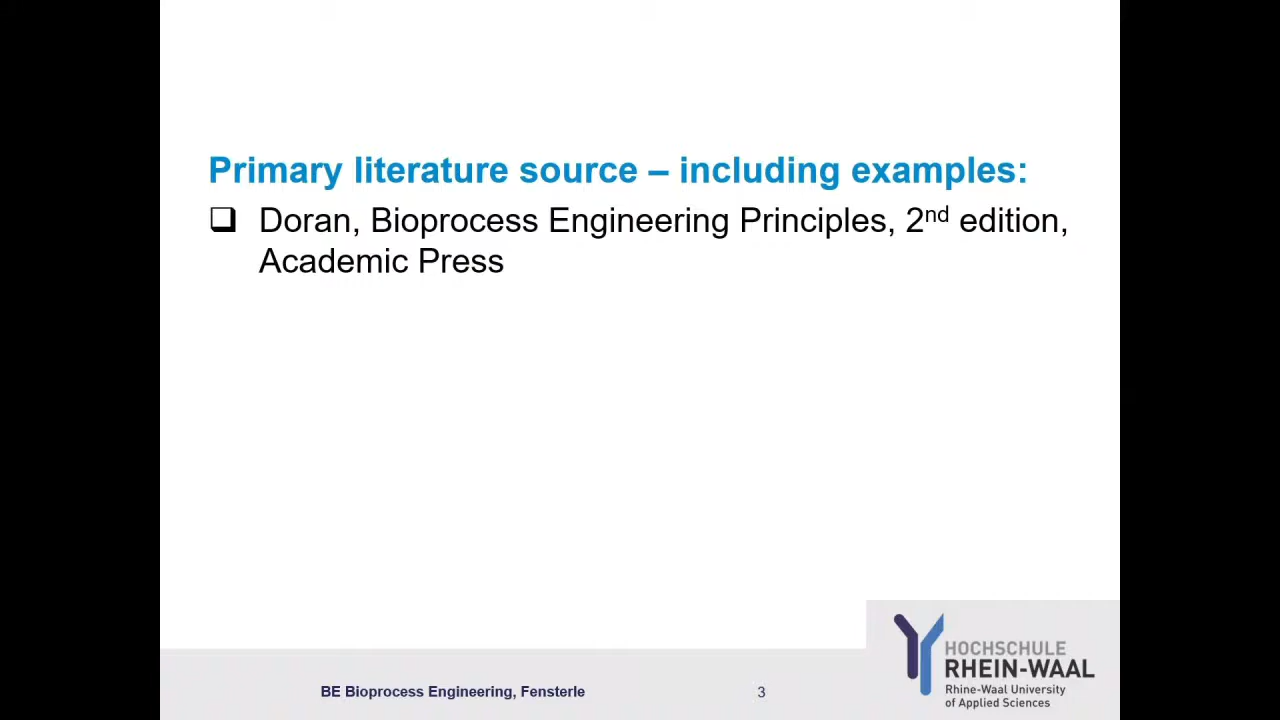 Primary literature source – including examples:
❑ Doran, Bioprocess Engineering Principles, 2nd edition,
Academic Press
HOCHSCHULE
RHEIN-WAAL
Rhine-Waal University
of Applied Sciences
BE Bioprocess Engineering, Fensterle
3